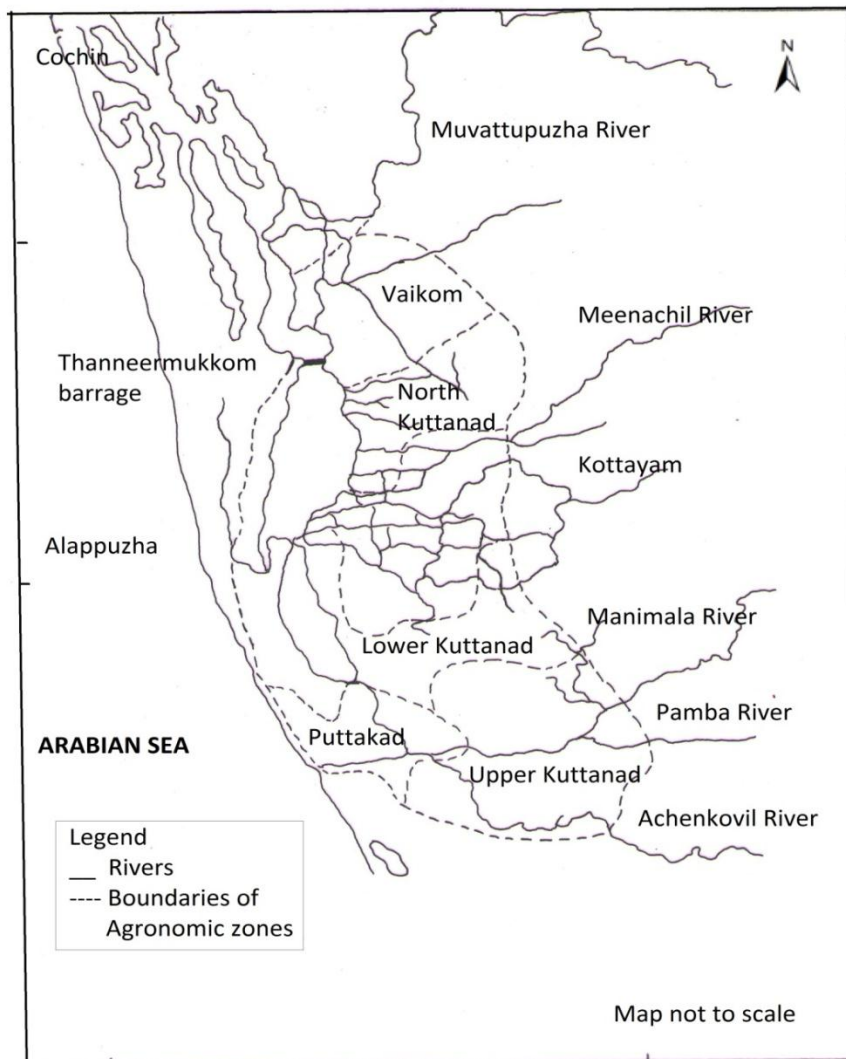 N
Cochin
Muvattupuzha River
Vaikom
Meenachil River
Thanneermukkom
barrage
North
Kuttanad
Kottayam
Alappuzha
Manimala River
Lower Kuttanad
Pamba River
Puttakad
ARABIAN SEA
Upper Kuttanad
Achenkovil River
Legend
Rivers
Boundaries of
Agronomic zones
Map not to scale